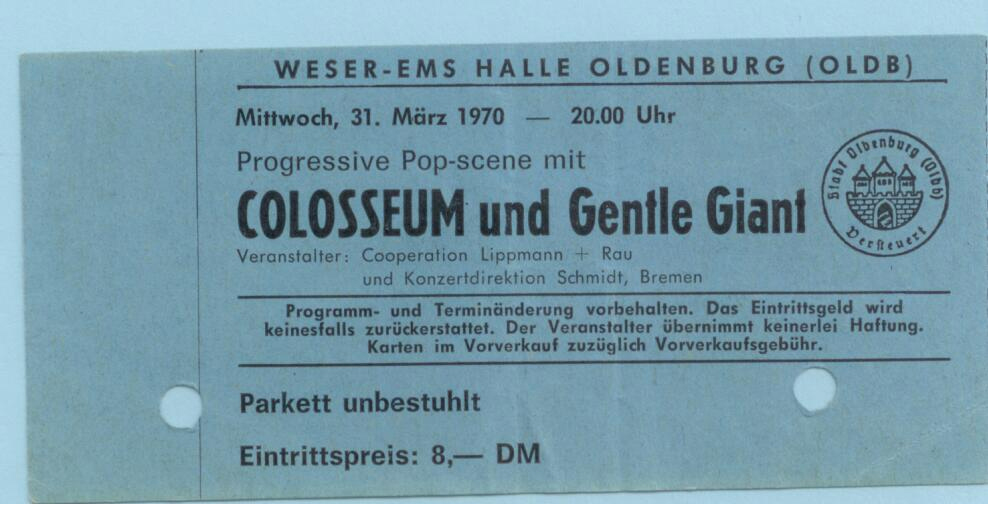 WESER-EMS HALLE OLDENBURG (OLDB)
Mittwoch, 31. März 1970 — 20.00 Uhr
Progressive Pop-scene mit
COLOSSEUM und Gentle Giant
Veranstalter: Cooperation Lippmann + Rau
und Konzertdirektion Schmidt, Bremen
Stadt Oldenburg (Oldb)
Versteuert
Programm- und Terminänderung vorbehalten. Das Eintrittsgeld wird
keinesfalls zurückerstattet. Der Veranstalter übernimmt keinerlei Haftung.
Karten im Vorverkauf zuzüglich Vorverkaufsgebühr.
Parkett unbestuhlt
Eintrittspreis: 8,— DM